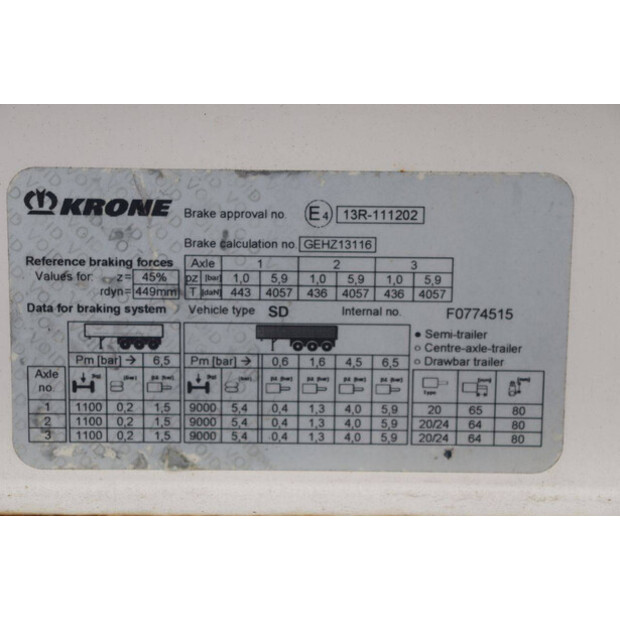 KRONE
Brake approval no. E4 13R-111202
Brake calculation no. GEHZ13116
Reference braking forces Axle 1 2 3
Values for: z= 45% pz [bar] 1,0 5,9 1,0 5,9 1,0 5,9
rdyn= 449mm T [daN] 443 4057 436 4057 436 4057
Data for braking system Vehicle type SD Internal no. F0774515
Semi-trailer
Centre-axle-trailer
Drawbar trailer
Pm [bar] → 6,5 Pm [bar] → 0,6 1,6 4,5 6,5
Axle no.
1 1100 0,2 1,5 9000 5,4 0,4 1,3 4,0 5,9 20 65 80
2 1100 0,2 1,5 9000 5,4 0,4 1,3 4,0 5,9 20/24 64 80
3 1100 0,2 1,5 9000 5,4 0,4 1,3 4,0 5,9 20/24 64 80